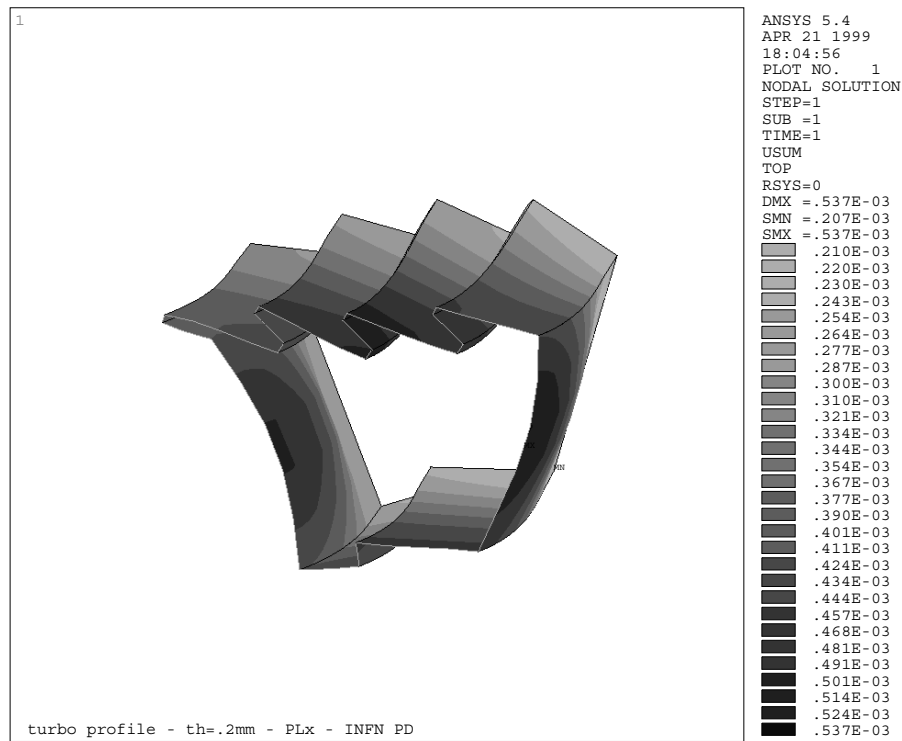 1
ANSYS 5.4
APR 21 1999
18:04:56
PLOT NO.   1
NODAL SOLUTION
STEP=1
SUB =1
TIME=1
USUM
TOP
RSYS=0
DMX =.537E-03
SMN =.207E-03
SMX =.537E-03
.210E-03
.220E-03
.230E-03
.243E-03
.254E-03
.264E-03
.277E-03
.287E-03
.300E-03
.310E-03
.321E-03
.334E-03
.344E-03
.354E-03
.367E-03
.377E-03
.390E-03
.401E-03
.411E-03
.424E-03
.434E-03
.444E-03
.457E-03
.468E-03
.481E-03
.491E-03
.501E-03
.514E-03
.524E-03
.537E-03
MN
turbo profile - th=.2mm - PLx - INFN PD